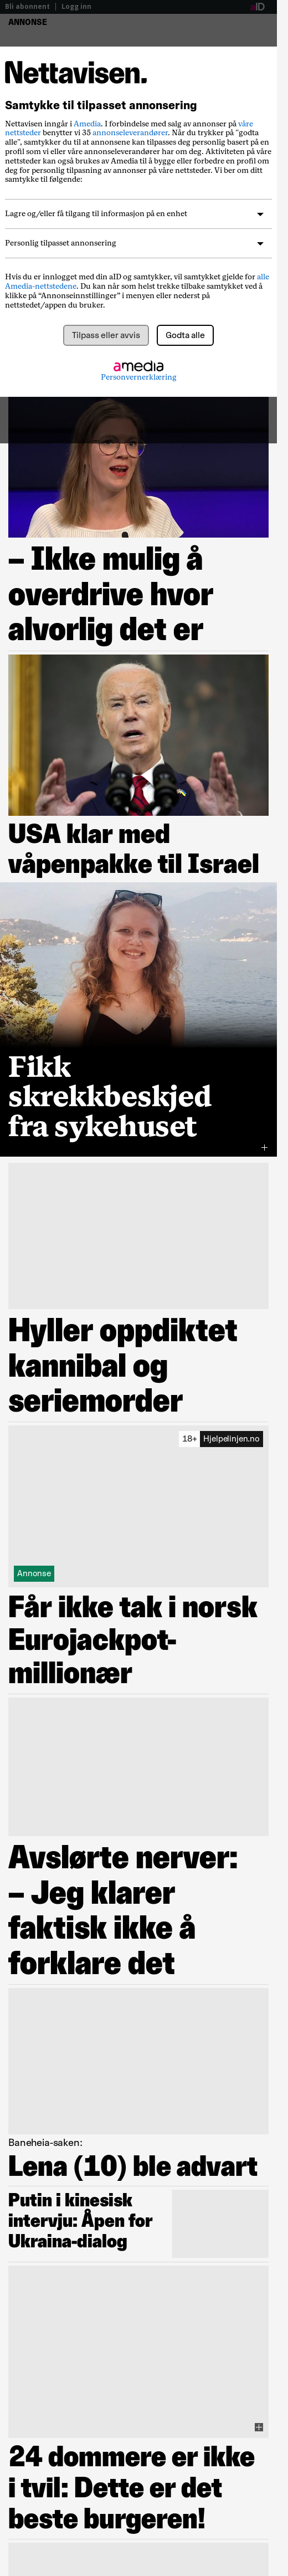 Bli abonnent | Logg inn
aID
ANNONSE
Nettavisen.
Samtykke til tilpasset annonsering
Nettavisen inngår i Amedia. I forbindelse med salg av annonser på våre
nettsteder benytter vi 35 annonseleverandører. Når du trykker på "godta
alle", samtykker du til at annonsene kan tilpasses deg personlig basert på en
profil som vi eller våre annonseleverandører har om deg. Aktiviteten på våre
nettsteder kan også brukes av Amedia til å bygge eller forbedre en profil om
deg for personlig tilpasning av annonser på våre nettsteder. Vi ber om ditt
samtykke til følgende:
Lagre og/eller få tilgang til informasjon på en enhet
Personlig tilpasset annonsering
Hvis du er innlogget med din aID og samtykker, vil samtykket gjelde for alle
Amedia-nettstedene. Du kan når som helst trekke tilbake samtykket ved å
klikke på “Annonseinnstillinger” i menyen eller nederst på
nettstedet/appen du bruker.
Tilpass eller avvis
Godta alle
amedia
Personvernerklæring
– Ikke mulig å
overdrive hvor
alvorlig det er
USA klar med
våpenpakke til Israel
Fikk
skrekkbeskjed
fra sykehuset
Hyller oppdiktet
kannibal og
seriemorder
18+ Hjelpelinjen.no
Annonse
Får ikke tak i norsk
Eurojackpot-
millionær
Avslørte nerver:
– Jeg klarer
faktisk ikke å
forklare det
Baneheia-saken:
Lena (10) ble advart
Putin i kinesisk
intervju: Åpen for
Ukraina-dialog
24 dommere er ikke
i tvil: Dette er det
beste burgeren!